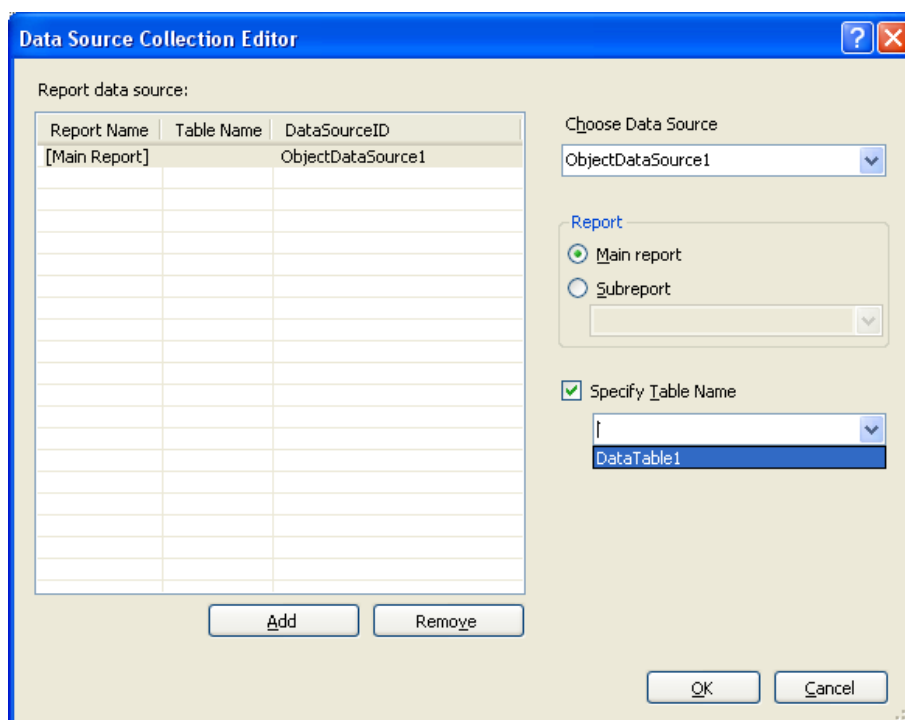 Data Source Collection Editor
Report data source:
Report Name Table Name DataSourceID
[Main Report] ObjectDataSource1
Add Remove
Choose Data Source
ObjectDataSource1
Report
Main report
Subreport
Specify Table Name
DataTable1
OK Cancel